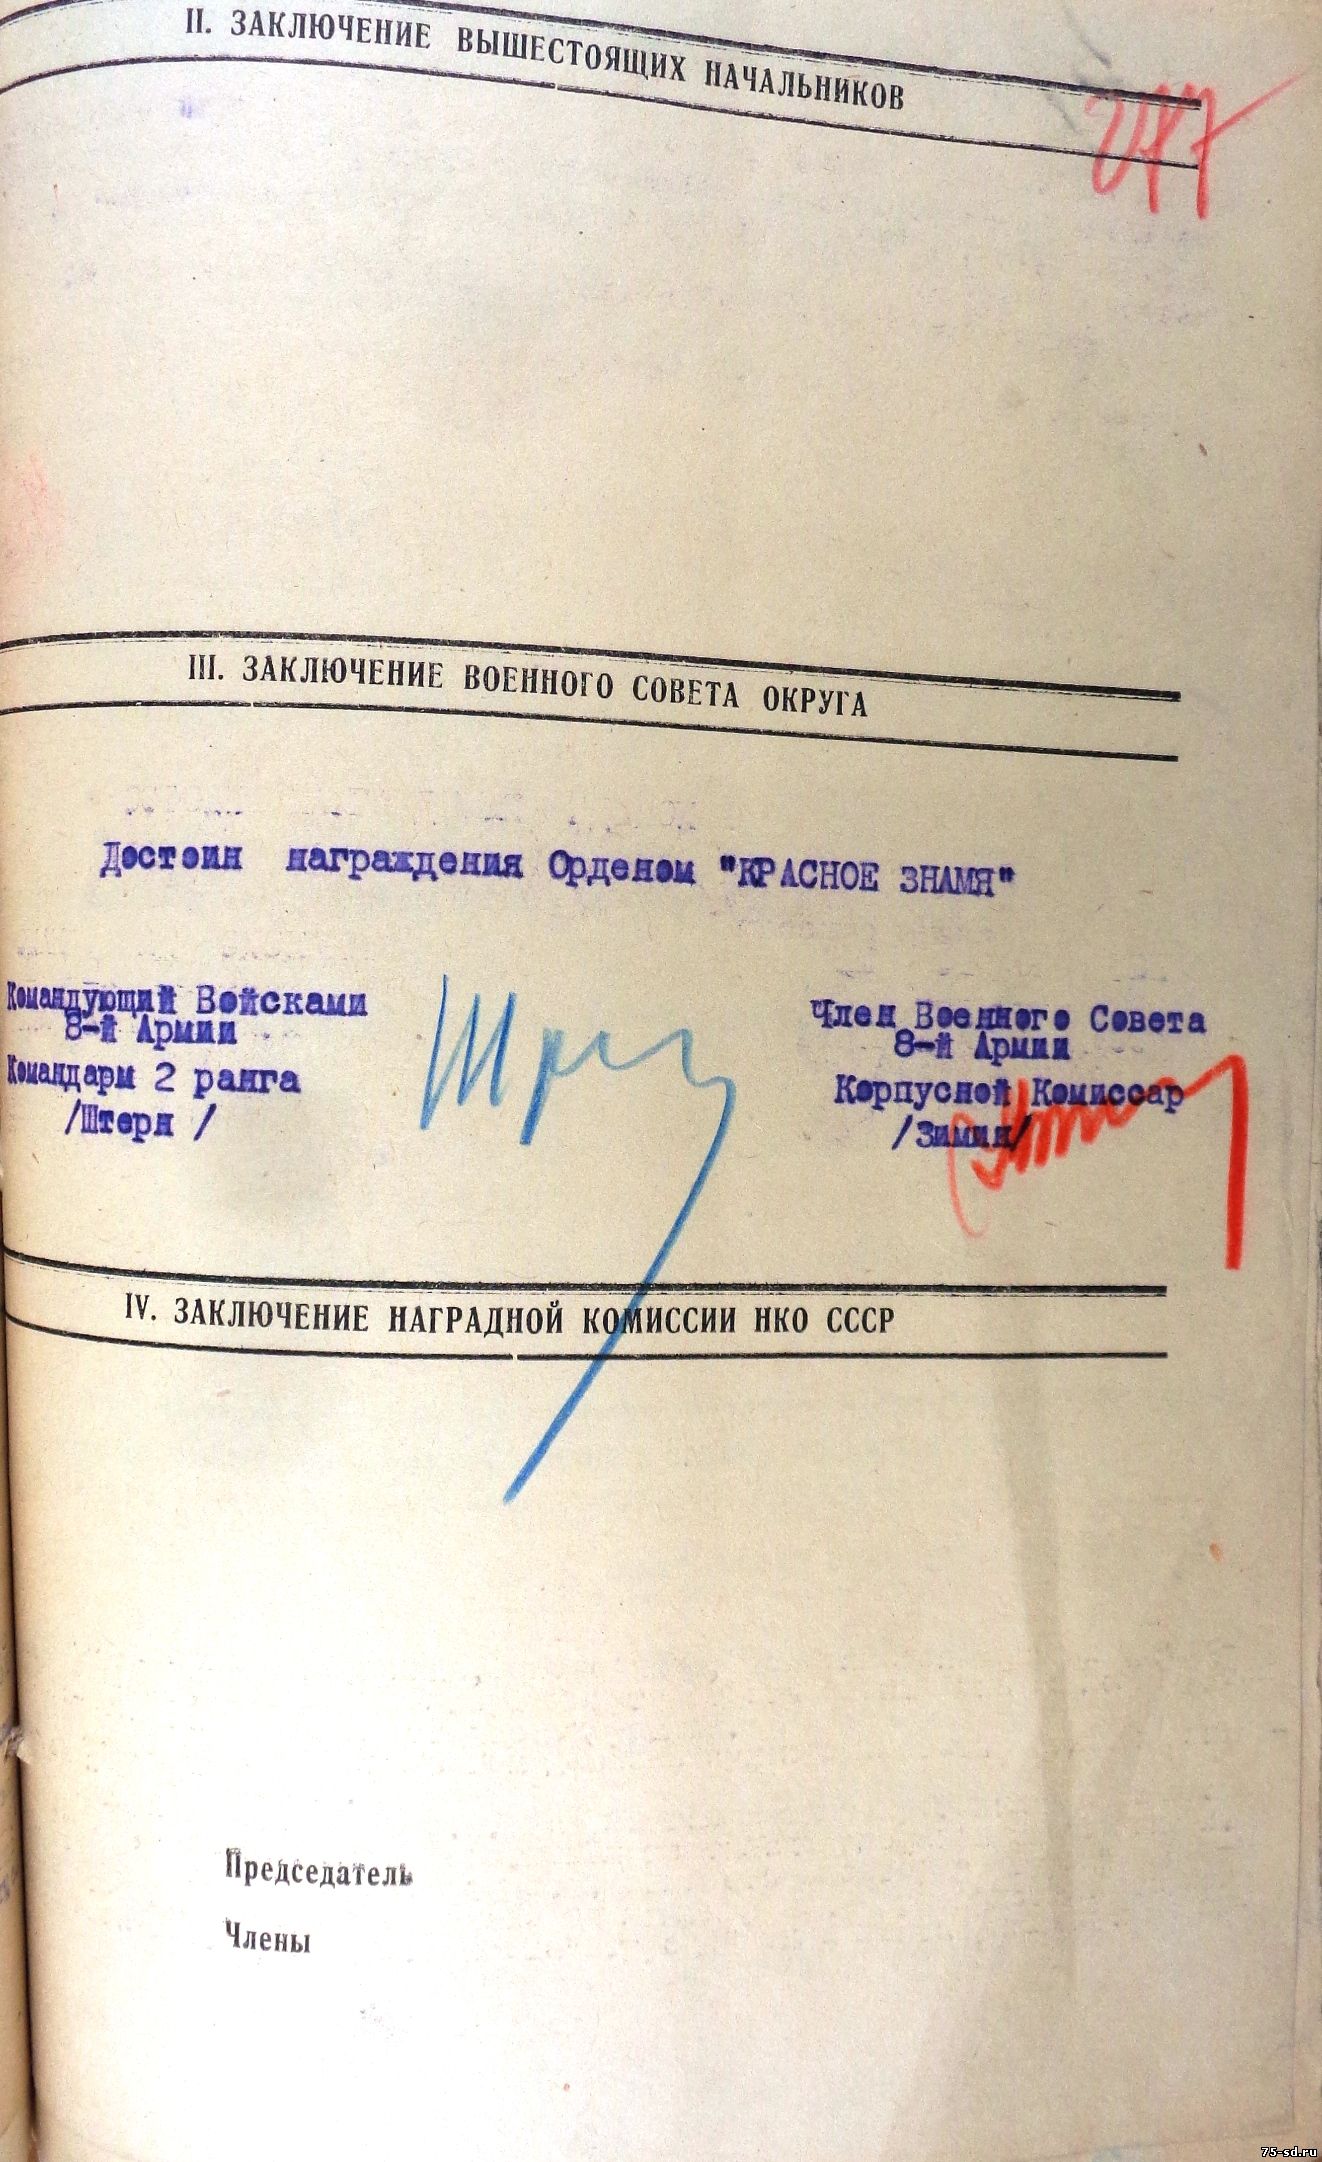 II. ЗАКЛЮЧЕНИЕ ВЫШЕСТОЯЩИХ НАЧАЛЬНИКОВ
247
III. ЗАКЛЮЧЕНИЕ ВОЕННОГО СОВЕТА ОКРУГА
Достоин награждения Орденом "КРАСНОЕ ЗНАМЯ"
Командующий Войсками
8-й Армии
Командарм 2 ранга
/Штерн /
Член Военного Совета
8-й Армии
Корпусной Комиссар
/Зимин/
IV. ЗАКЛЮЧЕНИЕ НАГРАДНОЙ КОМИССИИ НКО СССР
Председатель
Члены
75-sd.ru